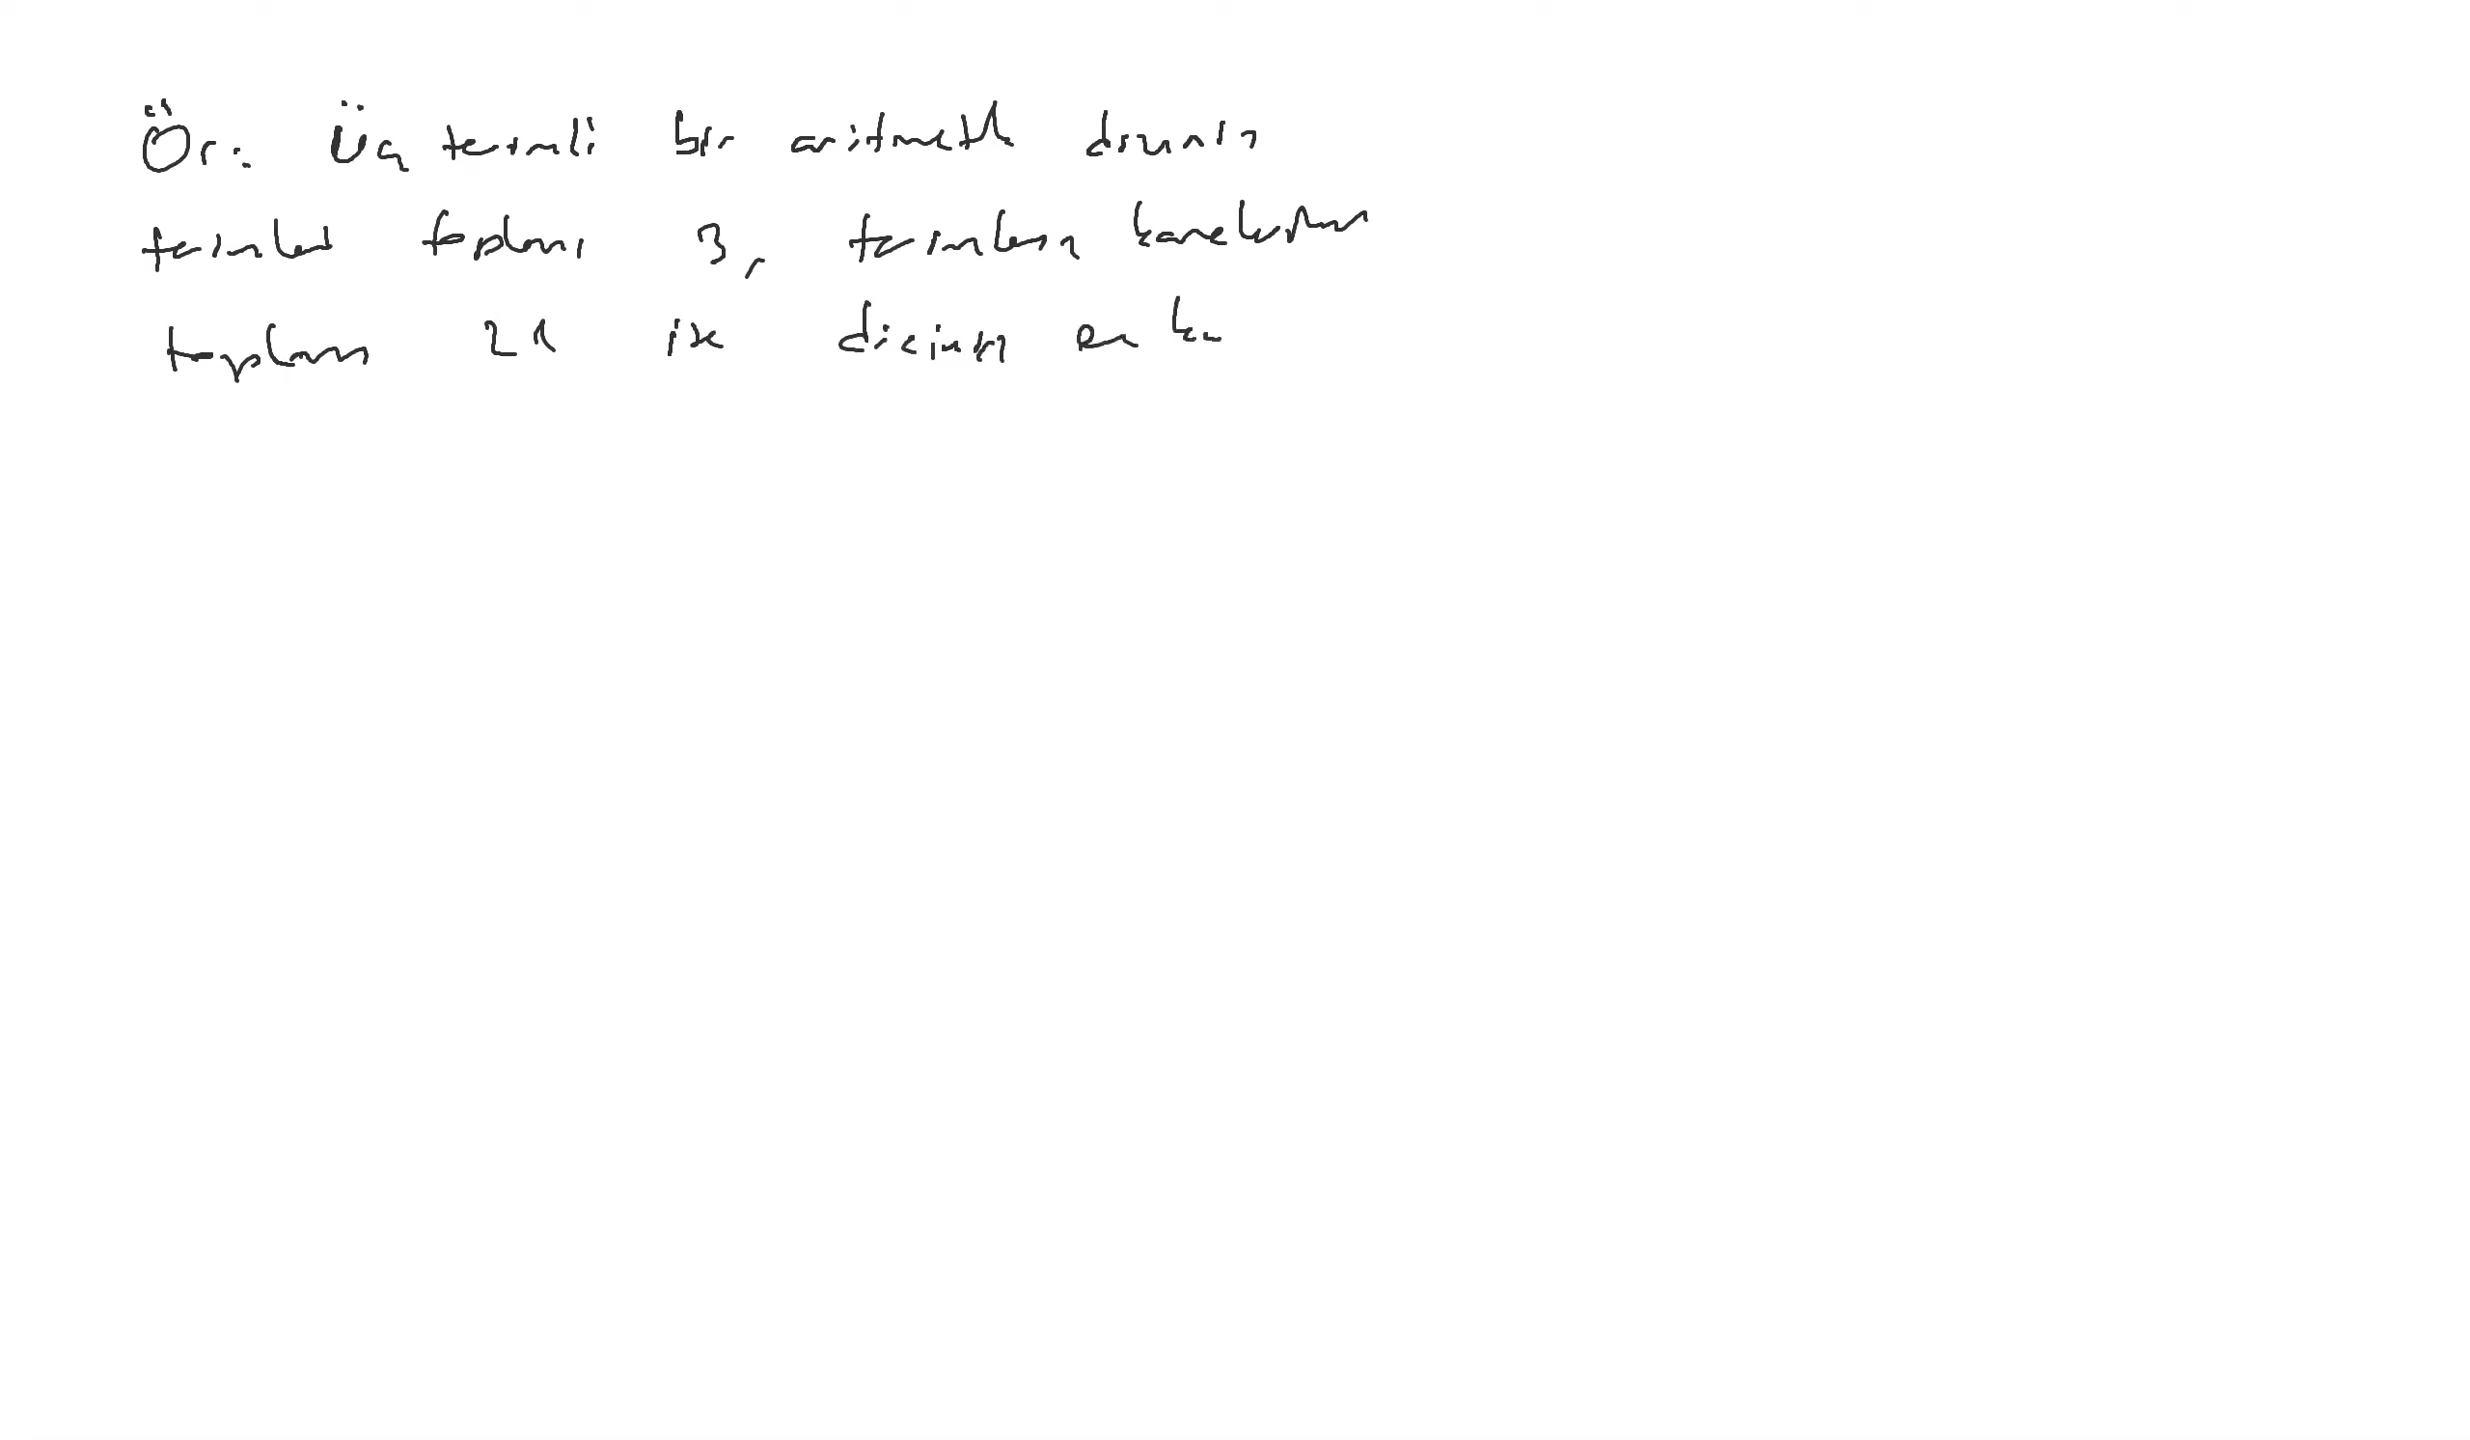 Ör: Üç terimli bir aritmetik dizinin
terimleri toplamı 3, terimlerin karelerinin
toplamı 21 ise dizinin en